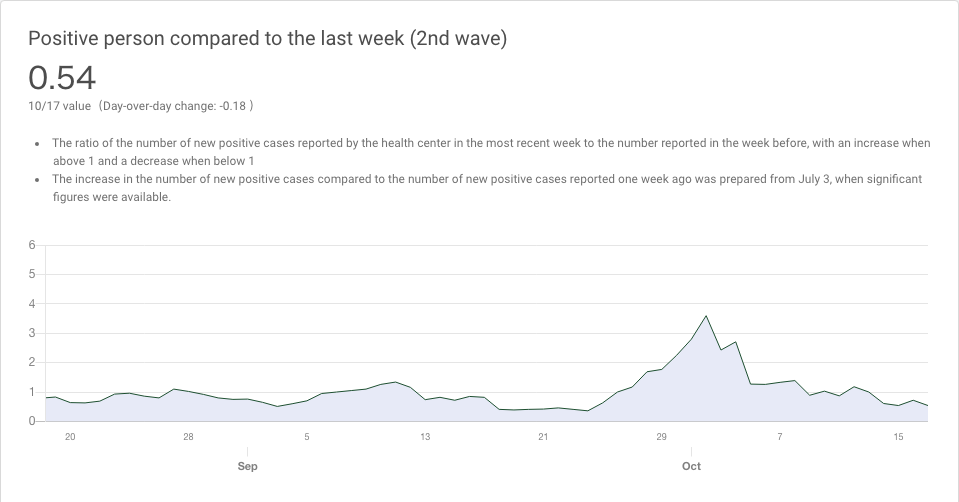 Positive person compared to the last week (2nd wave)
0.54
10/17 value  (Day-over-day change: -0.18 )
• The ratio of the number of new positive cases reported by the health center in the most recent week to the number reported in the week before, with an increase when
above 1 and a decrease when below 1
• The increase in the number of new positive cases compared to the number of new positive cases reported one week ago was prepared from July 3, when significant
figures were available.
6
5
4
3
2
1
0
20 28 5 13 21 29 7 15
Sep Oct